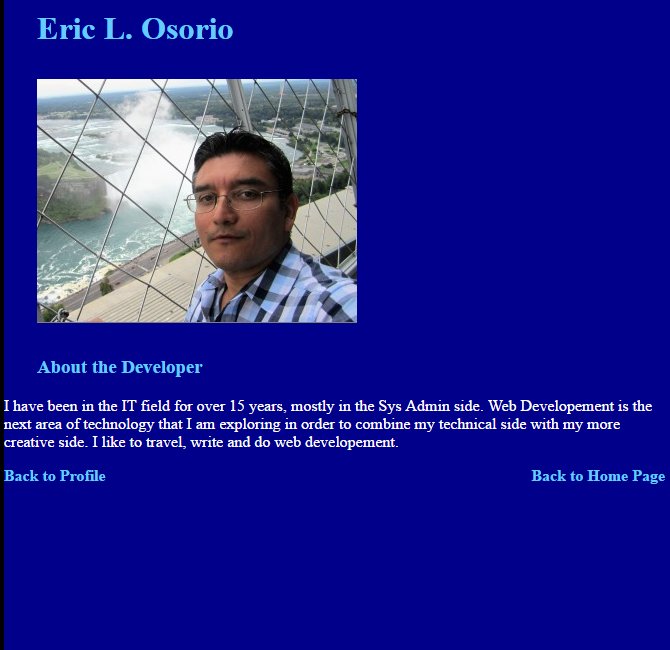 Eric L. Osorio
About the Developer
I have been in the IT field for over 15 years, mostly in the Sys Admin side. Web Developement is the
next area of technology that I am exploring in order to combine my technical side with my more
creative side. I like to travel, write and do web developement.
Back to Profile
Back to Home Page